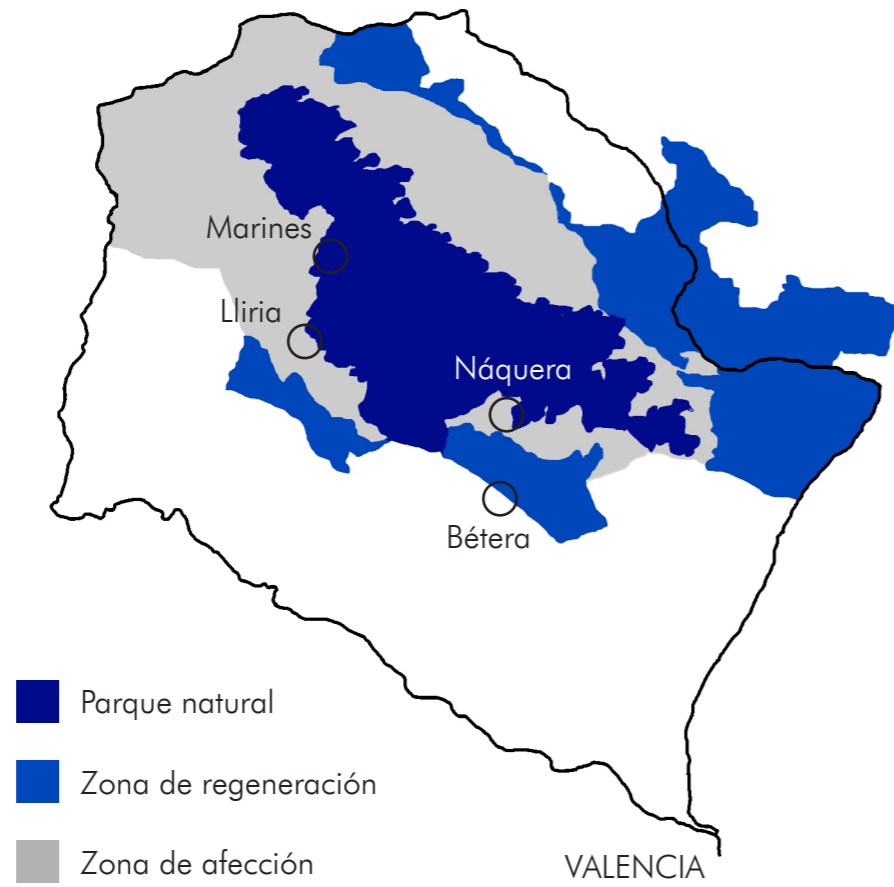 Marines
Lliria
Náquera
Bétera
Parque natural
Zona de regeneración
Zona de afección
VALENCIA